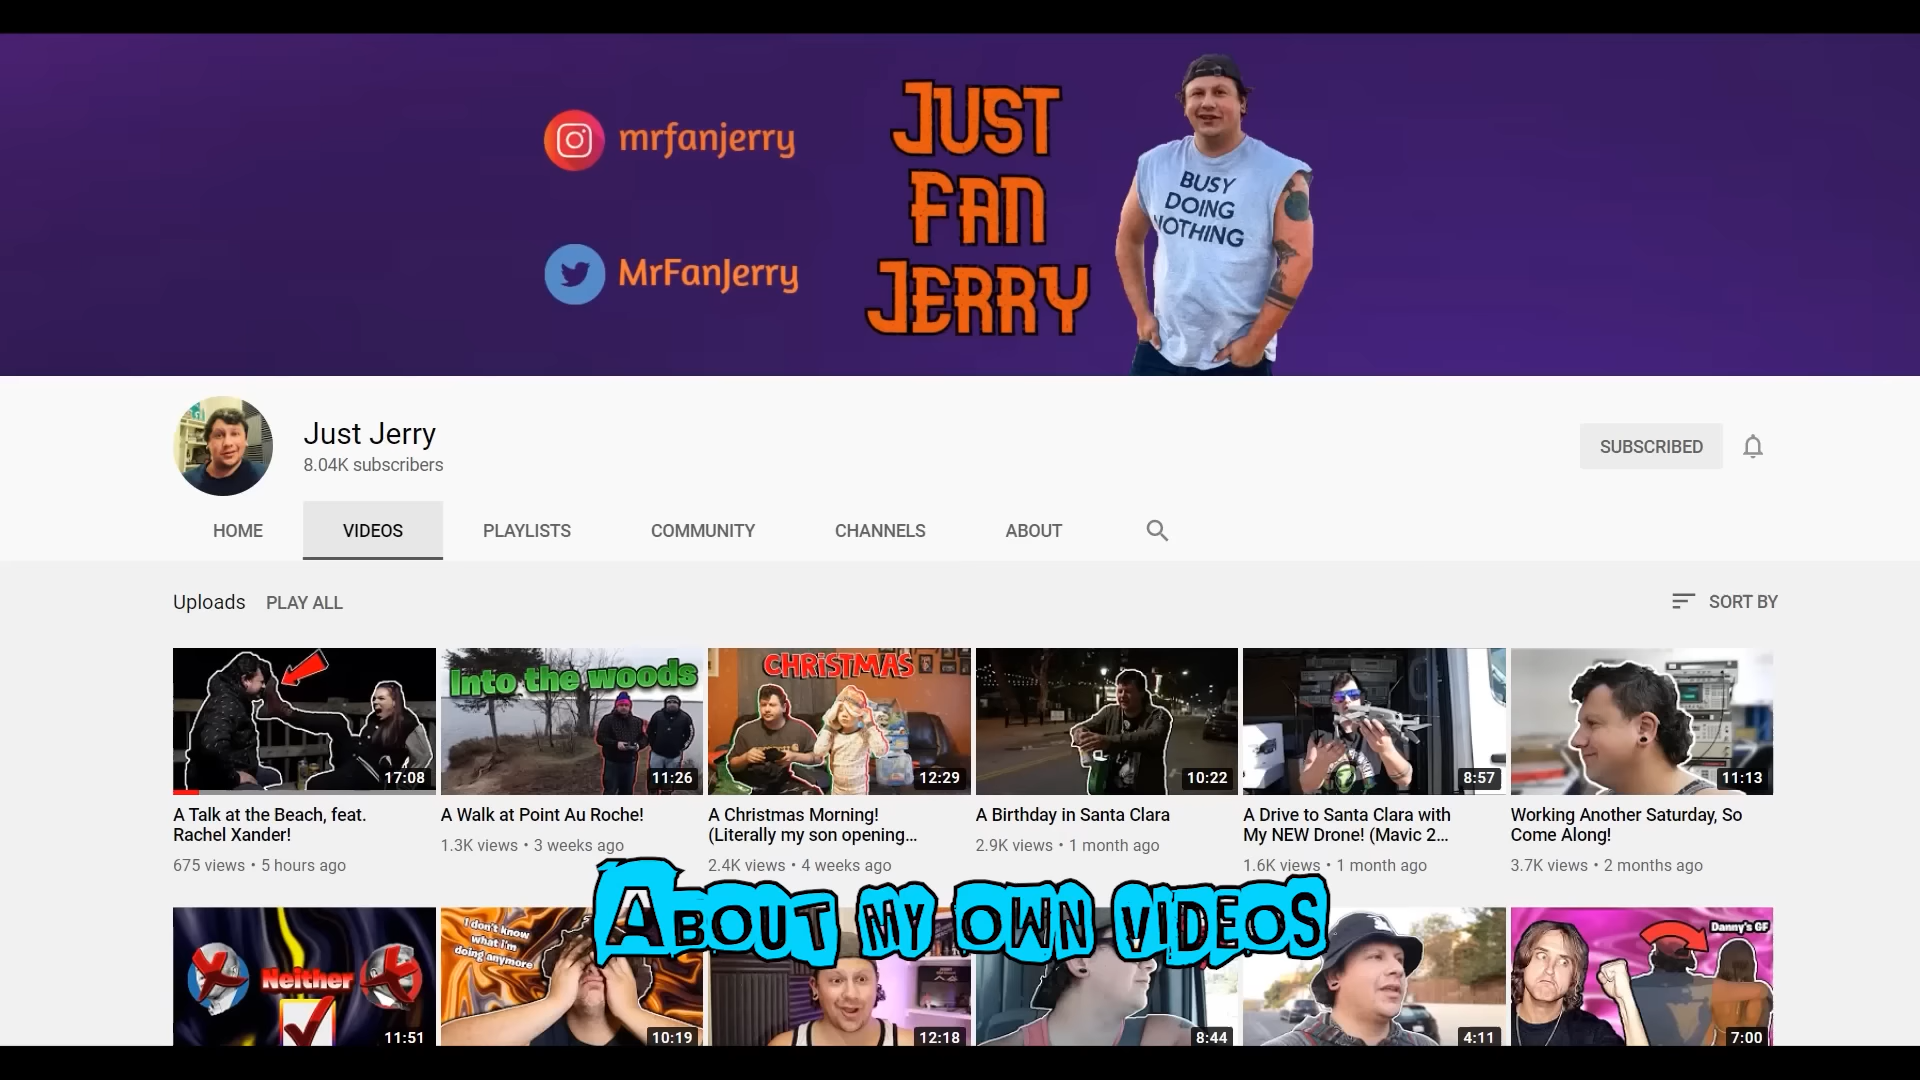 mrfanjerry
MrFanJerry
JUST
FAN
JERRY
BUSY
DOING
NOTHING
Just Jerry
8.04K subscribers
SUBSCRIBED
HOME
VIDEOS
PLAYLISTS
COMMUNITY
CHANNELS
ABOUT
Uploads
PLAY ALL
SORT BY
17:08
Into the woods
11:26
CHRISTMAS
12:29
10:22
8:57
11:13
A Talk at the Beach, feat.
Rachel Xander!
675 views • 5 hours ago
A Walk at Point Au Roche!
1.3K views • 3 weeks ago
A Christmas Morning!
(Literally my son opening...
2.4K views • 4 weeks ago
A Birthday in Santa Clara
2.9K views • 1 month ago
A Drive to Santa Clara with
My NEW Drone! (Mavic 2...
1.6K views • 1 month ago
Working Another Saturday, So
Come Along!
3.7K views • 2 months ago
About my own videos
Neither
11:51
I don't know
what i'm
doing anymore
10:19
12:18
8:44
4:11
Danny's GF
7:00